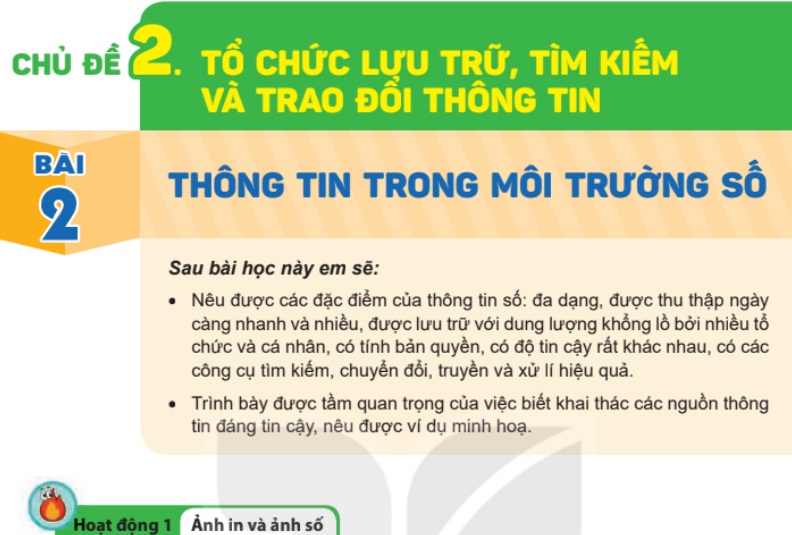 CHỦ ĐỀ 2. TỔ CHỨC LƯU TRỮ, TÌM KIẾM
VÀ TRAO ĐỔI THÔNG TIN
BÀI
2
THÔNG TIN TRONG MÔI TRƯỜNG SỐ
Sau bài học này em sẽ:
• Nêu được các đặc điểm của thông tin số: đa dạng, được thu thập ngày
càng nhanh và nhiều, được lưu trữ với dung lượng khổng lồ bởi nhiều tổ
chức và cá nhân, có tính bản quyền, có độ tin cậy rất khác nhau, có các
công cụ tìm kiếm, chuyển đổi, truyền và xử lí hiệu quả.
• Trình bày được tầm quan trọng của việc biết khai thác các nguồn thông
tin đáng tin cậy, nêu được ví dụ minh hoạ.
Hoạt động 1 Ảnh in và ảnh số